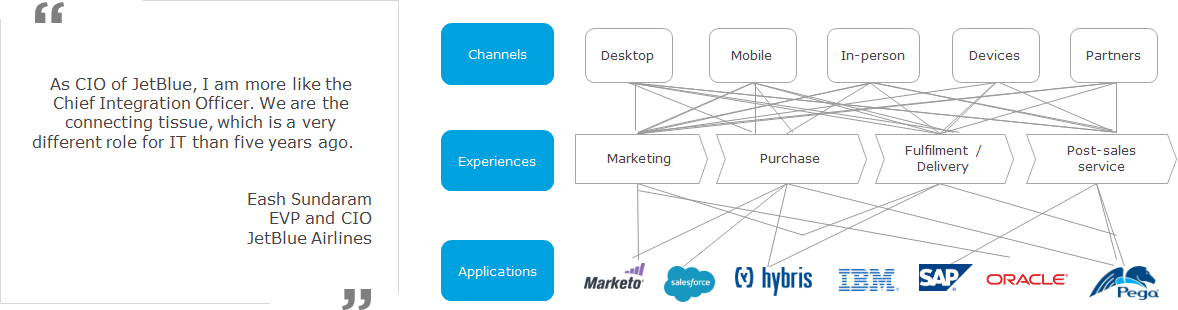 “
As CIO of JetBlue, I am more like the
Chief Integration Officer. We are the
connecting tissue, which is a very
different role for IT than five years ago.
Eash Sundaram
EVP and CIO
JetBlue Airlines
”
Channels
Desktop
Mobile
In-person
Devices
Partners
Experiences
Marketing
Purchase
Fulfilment /
Delivery
Post-sales
service
Applications
Marketo
salesforce
hybris
IBM
SAP
ORACLE
Pega